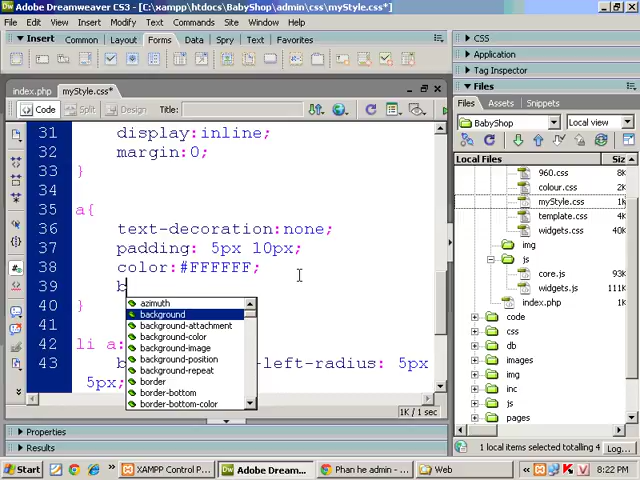 Adobe Dreamweaver CS3 - [C:\xampp\htdocs\BabyShop\admin\css\myStyle.css*]
File Edit View Insert Modify Text Commands Site Window Help
Insert Common Layout Forms Data Spry Text Favorites
index.php myStyle.css*
Code Split Design Title:
31 display:inline;
32 margin:0;
33 }
34
35 a{
36 text-decoration:none;
37 padding: 5px 10px;
38 color:#FFFFFF;
39 b
40 }
41
42 li a:
43 b -left-radius: 5px
5px;
azimuth
background
background-attachment
background-color
background-image
background-position
background-repeat
border
border-bottom
border-bottom-color
1K / 1 sec
Properties
Results
CSS
Application
Tag Inspector
Files
Files Assets Snippets
BabyShop Local view
Local Files Size
960.css 8K
colour.css 1K
myStyle.css 1K
template.css 2K
widgets.css 2K
img
js
core.js 3K
widgets.js 1K
index.php 1K
code
css
db
images
img
inc
js
pages
1 local items selected totalling 4 Log...
Start XAMPP Control P... Adobe Dream... Phan he admin - ... Web 8:22 PM